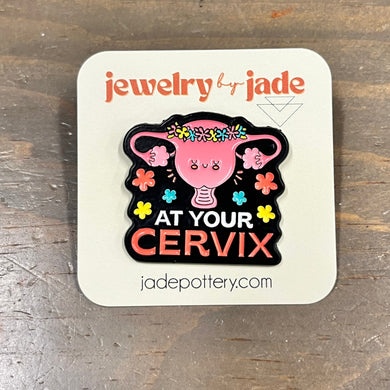 jewelry by jade
AT YOUR
CERVIX
jadepottery.com